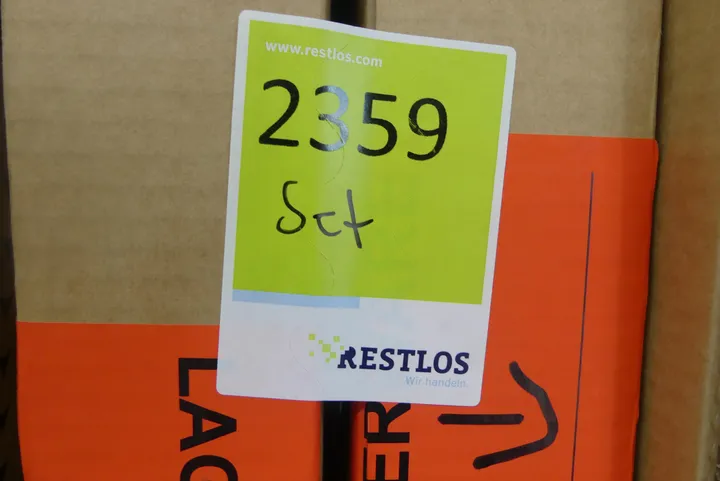 www.restlos.com
2359
Set
RESTLOS
Wir handeln.
LAG
ER